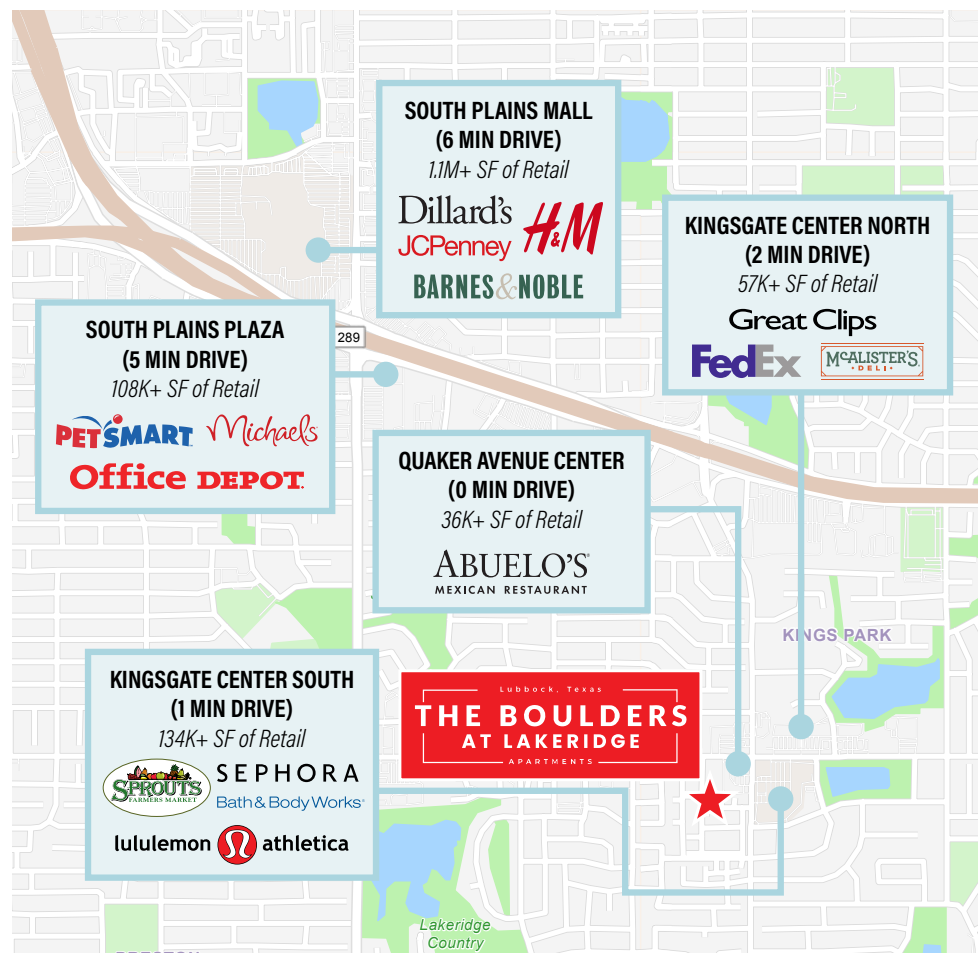 SOUTH PLAINS MALL
(6 MIN DRIVE)
1.1M+ SF of Retail
Dillard's
JCPenney
H&M
BARNES&NOBLE
KINGSGATE CENTER NORTH
(2 MIN DRIVE)
57K+ SF of Retail
Great Clips
FedEx
McALISTER'S
DELI
SOUTH PLAINS PLAZA
(5 MIN DRIVE)
108K+ SF of Retail
PETSMART
Michaels
Office DEPOT
289
QUAKER AVENUE CENTER
(0 MIN DRIVE)
36K+ SF of Retail
ABUELO'S
MEXICAN RESTAURANT
KINGS PARK
KINGSGATE CENTER SOUTH
(1 MIN DRIVE)
134K+ SF of Retail
SPROUTS
FARMERS MARKET
SEPHORA
Bath & Body Works
lululemon athletica
Lubbock, Texas
THE BOULDERS
AT LAKERIDGE
APARTMENTS
Lakeridge
Country